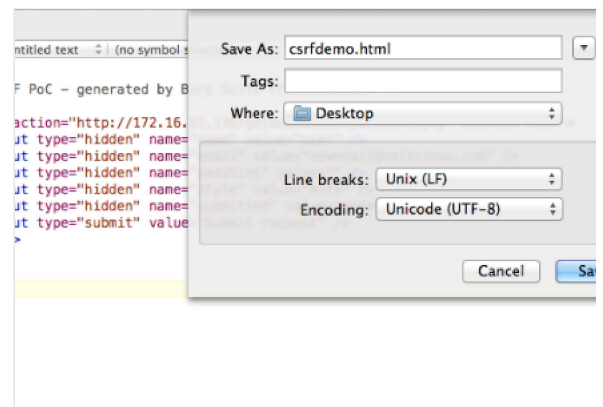 ntitled text (no symbol s
Save As: csrfdemo.html
Tags:
F PoC - generated by B
Where: Desktop
action="http://172.16.
ut type="hidden" name=
ut type="hidden" name=
ut type="hidden" name=
Line breaks: Unix (LF)
ut type="hidden" name=
ut type="hidden" name=
Encoding: Unicode (UTF-8)
ut type="submit" value
>
Cancel
Sa